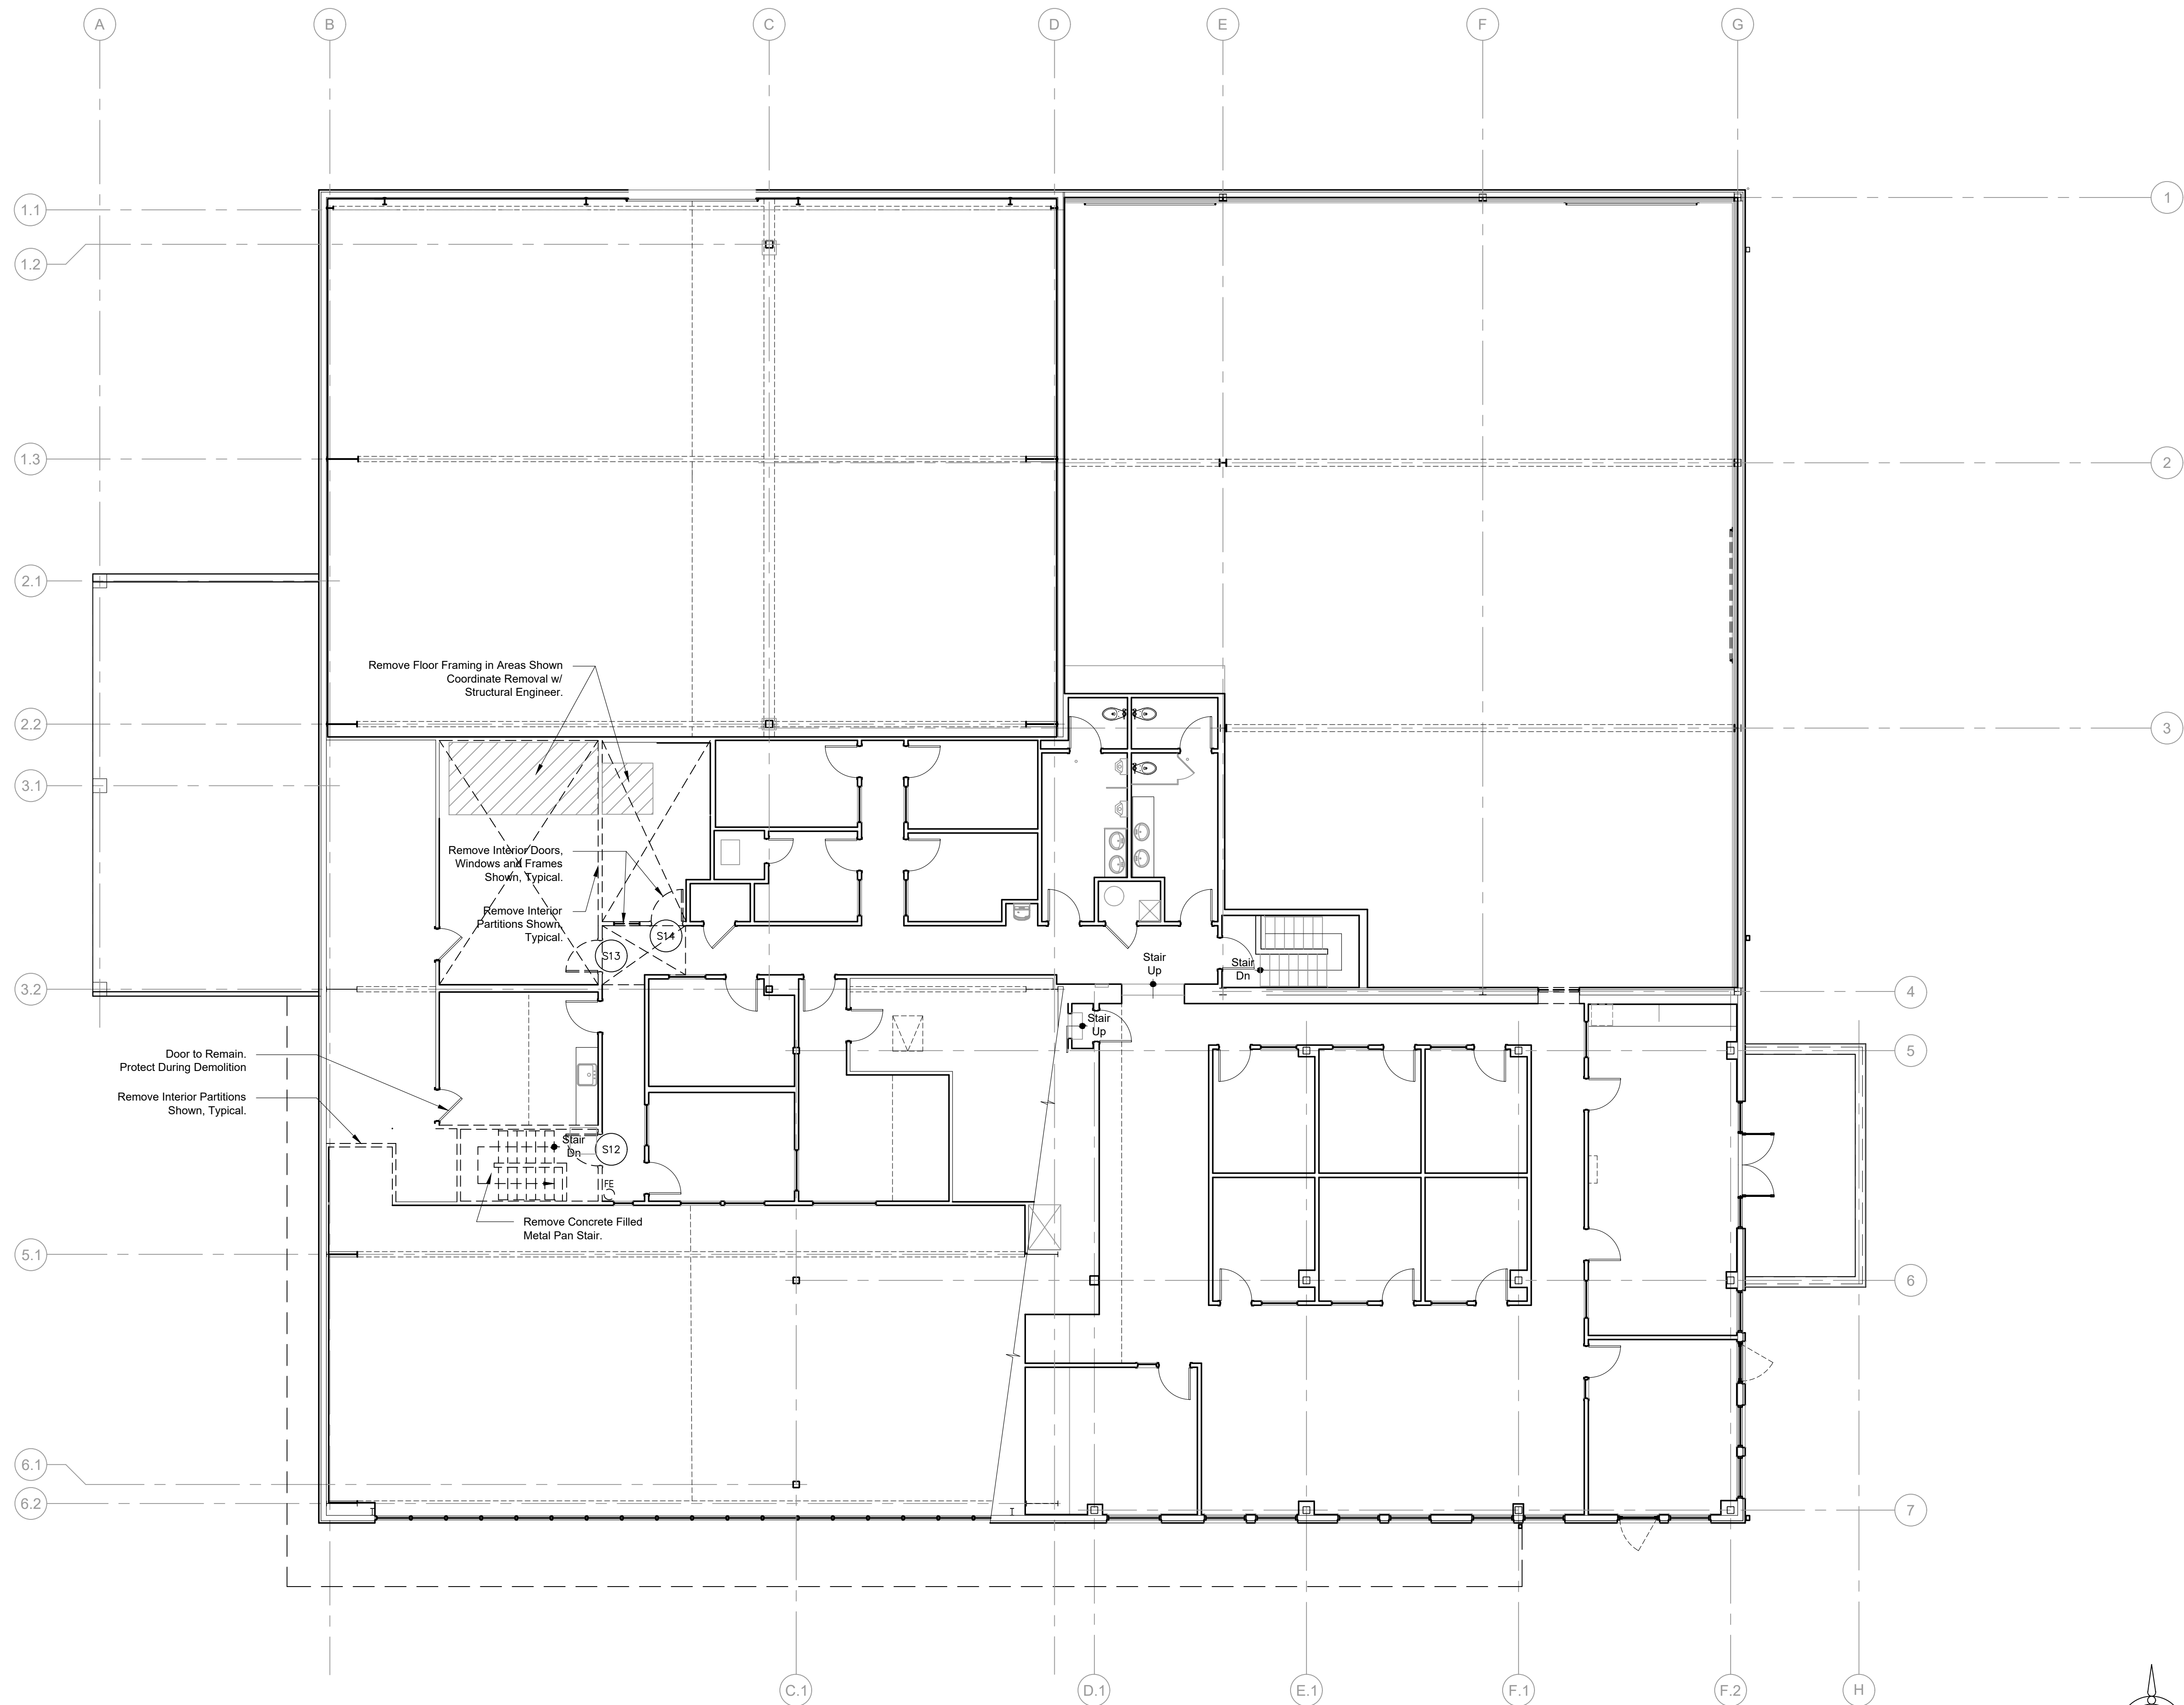 A
B
C
D
E
F
G
1.1
1
1.2
1.3
2
2.1
Remove Floor Framing in Areas Shown
Coordinate Removal w/
Structural Engineer.
2.2
3
3.1
Remove Interior Doors,
Windows and Frames
Shown, Typical.
Remove Interior
Partitions Shown,
Typical.
S14
S13
Stair
Up
Stair
Dn
3.2
4
Stair
Up
Door to Remain.
Protect During Demolition
5
Remove Interior Partitions
Shown, Typical.
Stair
Dn
S12
FE
Remove Concrete Filled
Metal Pan Stair.
5.1
6
6.1
6.2
7
C.1
D.1
E.1
F.1
F.2
H